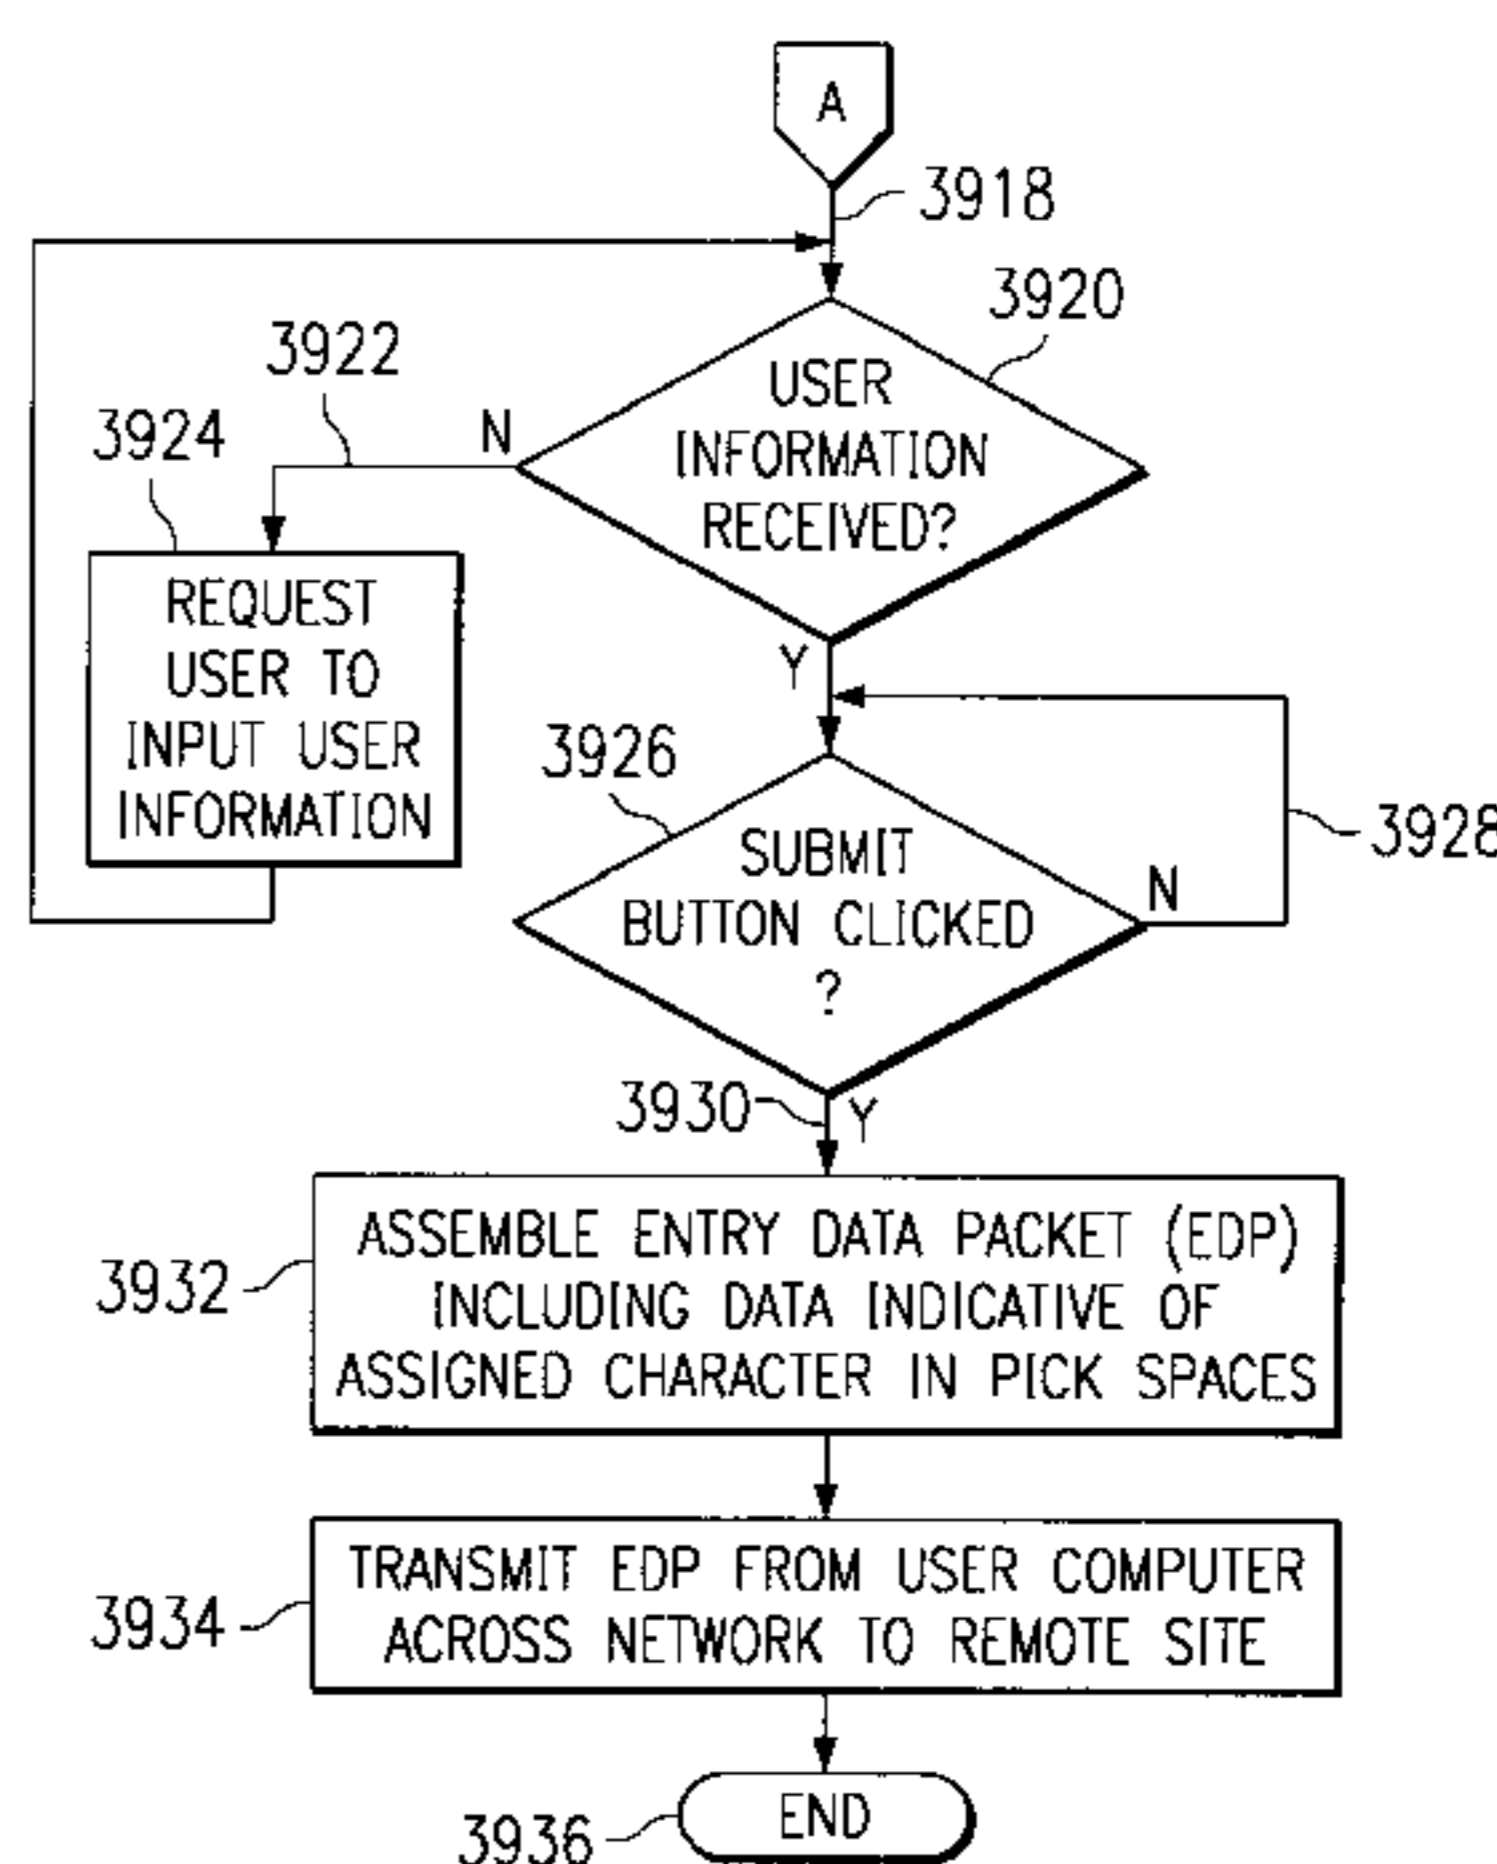 A
3918
3920
3922
N
3924
USER
INFORMATION
RECEIVED?
REQUEST
USER TO
INPUT USER
INFORMATION
Y
3926
3928
SUBMIT
BUTTON CLICKED
?
N
3930
Y
3932
ASSEMBLE ENTRY DATA PACKET (EDP)
INCLUDING DATA INDICATIVE OF
ASSIGNED CHARACTER IN PICK SPACES
3934
TRANSMIT EDP FROM USER COMPUTER
ACROSS NETWORK TO REMOTE SITE
3936
END